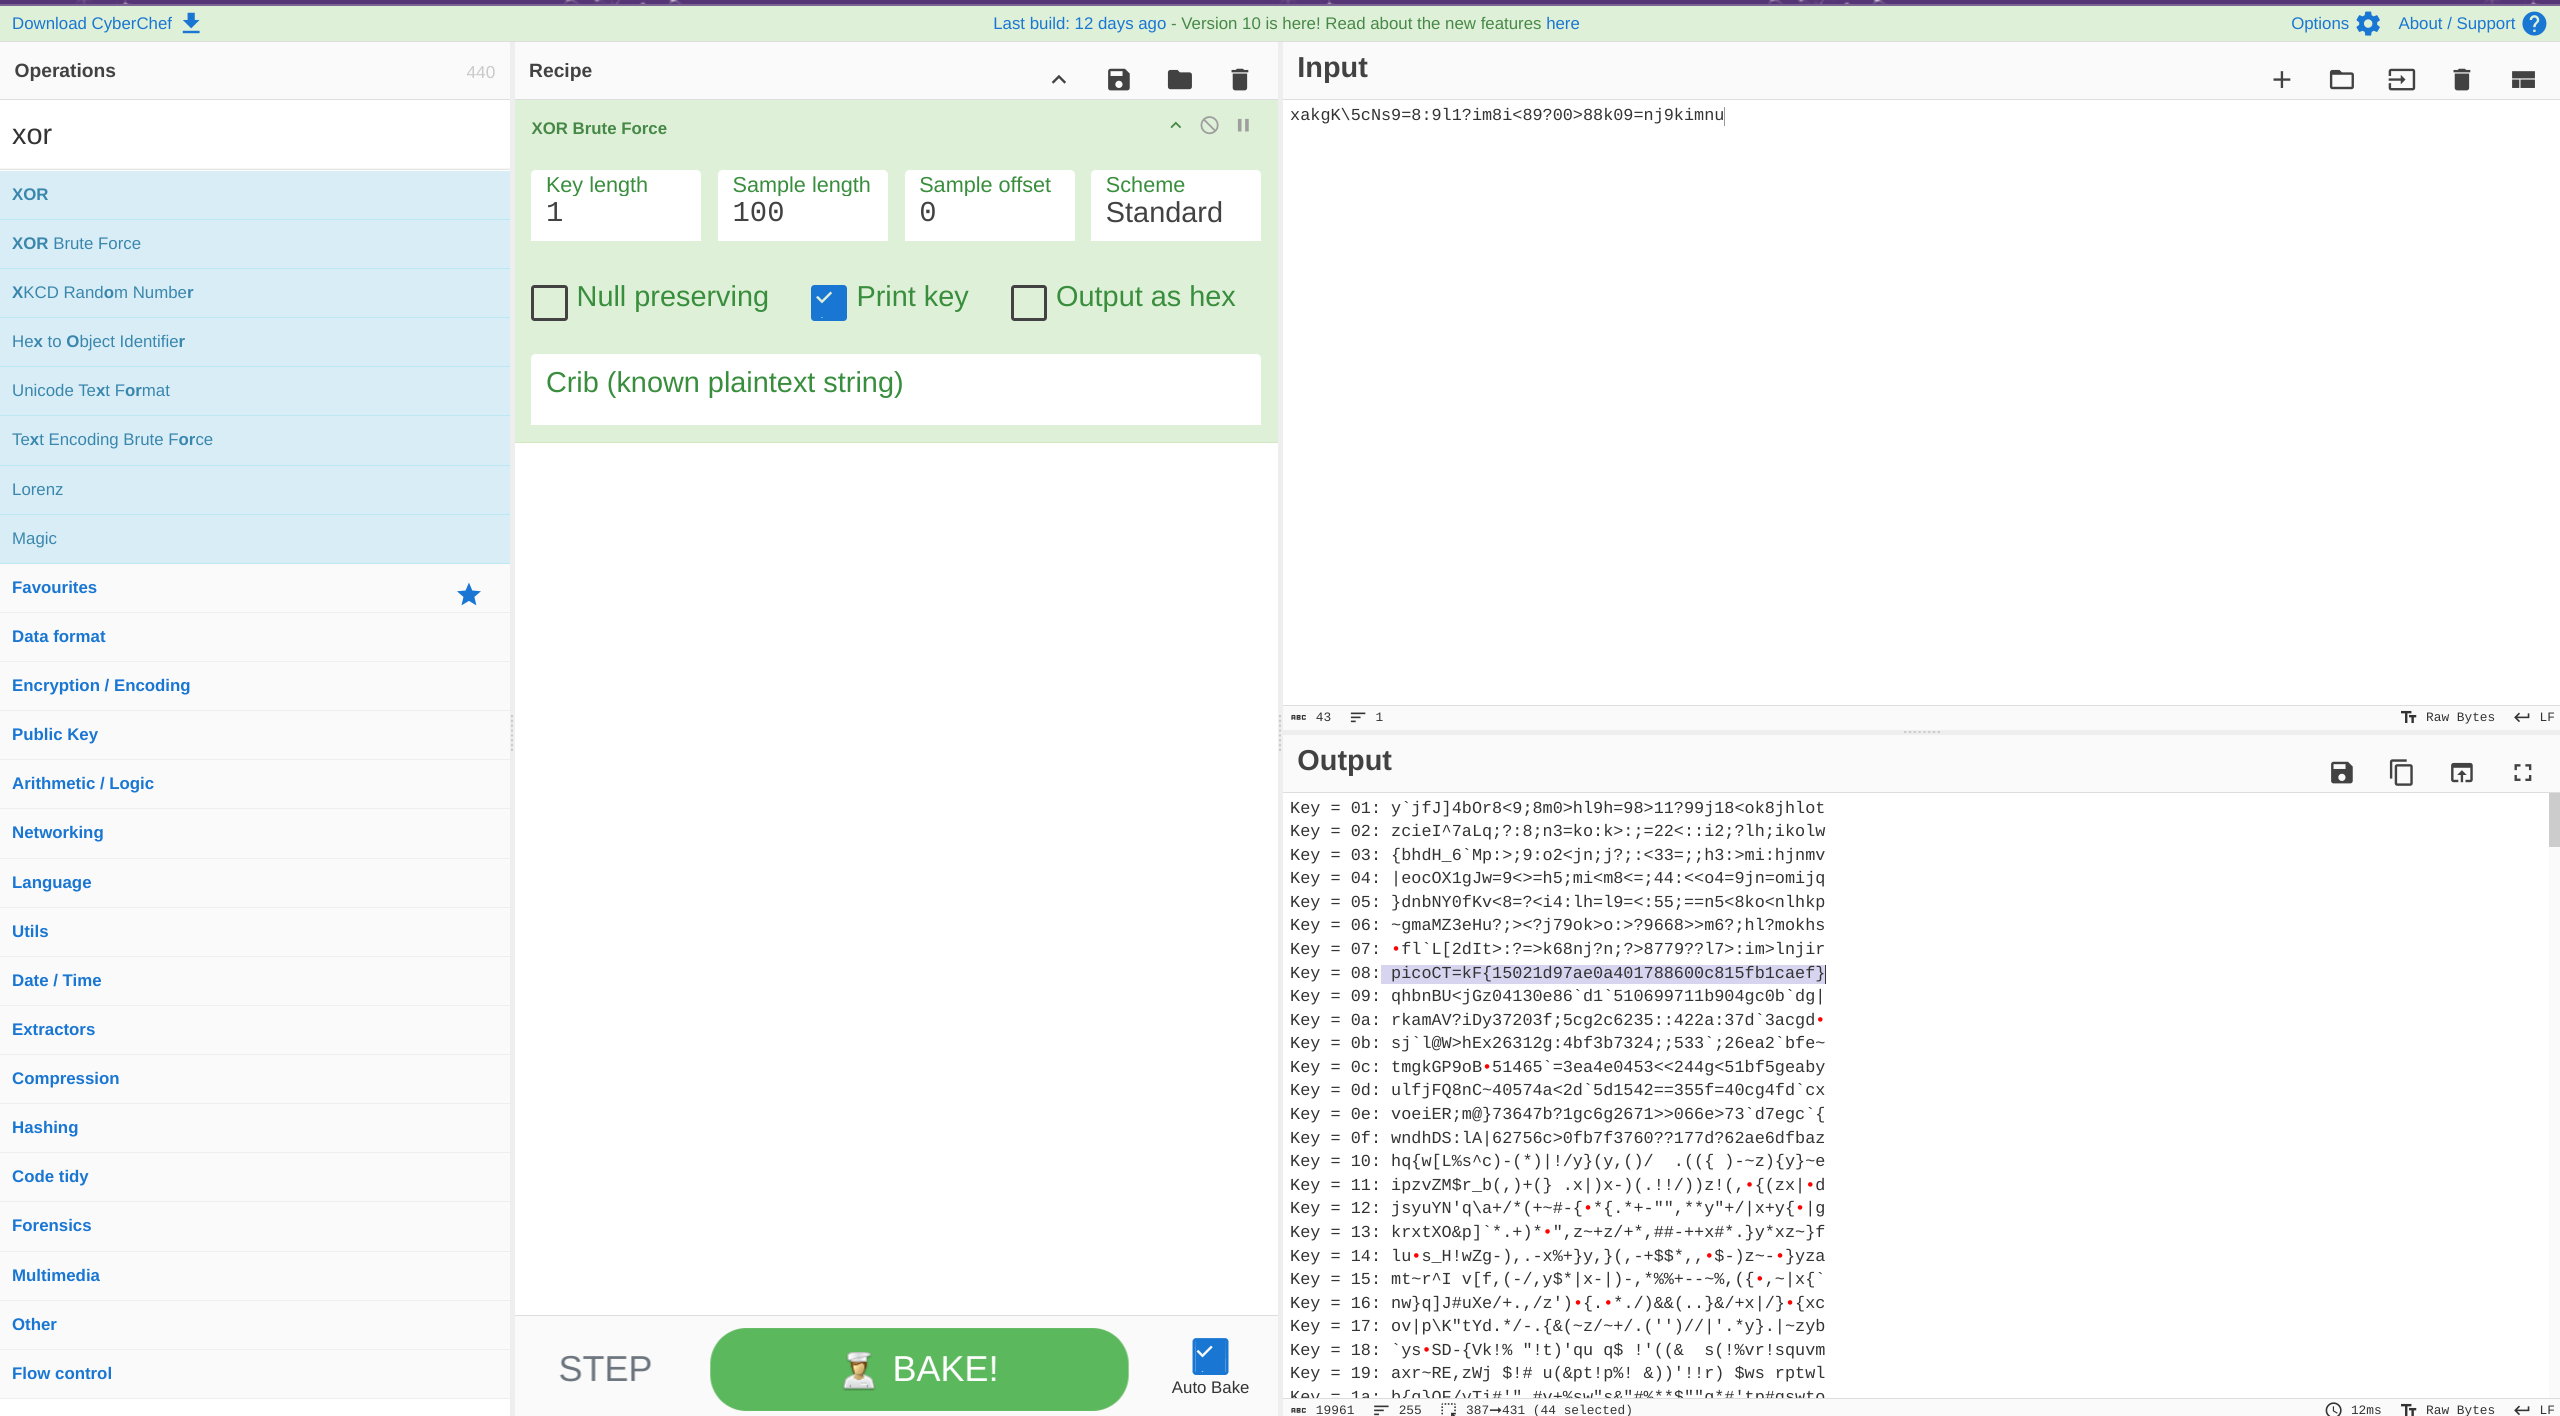 Download CyberChef
Last build: 12 days ago - Version 10 is here! Read about the new features here
Options
About / Support
Operations
440
xor
XOR
XOR Brute Force
XKCD Random Number
Hex to Object Identifier
Unicode Text Format
Text Encoding Brute Force
Lorenz
Magic
Favourites
Data format
Encryption / Encoding
Public Key
Arithmetic / Logic
Networking
Language
Utils
Date / Time
Extractors
Compression
Hashing
Code tidy
Forensics
Multimedia
Other
Flow control
Recipe
XOR Brute Force
Key length
1
Sample length
100
Sample offset
0
Scheme
Standard
Null preserving
Print key
Output as hex
Crib (known plaintext string)
STEP
BAKE!
Auto Bake
Input
xakgK\5cNs9=8:9l1?im8i<89?00>88k09=nj9kimnu
ABC 43
1
Raw Bytes
LF
Output
Key = 01: y`jfJ]4bOr8<9;8m0>hl9h=98>11?99j18<ok8jhlot
Key = 02: zcieI^7aLq;?:8;n3=ko:k>:;=22<::i2;?lh;ikolw
Key = 03: {bhdH_6`Mp:>;9:o2<jn;j?;:<33=;;h3:>mi:hjnmv
Key = 04: |eocOX1gJw=9<>=h5;mi<m8<=;44:<<o4=9jn=omijq
Key = 05: }dnbNY0fKv<8=?<i4:lh=l9=<:55;==n5<8ko<nlhkp
Key = 06: ~gmaMZ3eHu?;><?j79ok>o:>?9668>>m6?;hl?mokhs
Key = 07: •fl`L[2dIt>:?=>k68nj?n;?>8779??l7>:im>lnjir
Key = 08: picoCT=kF{15021d97ae0a401788600c815fb1caef}
Key = 09: qhbnBU<jGz04130e86`d1`510699711b904gc0b`dg|
Key = 0a: rkamAV?iDy37203f;5cg2c6235::422a:37d`3acgd•
Key = 0b: sj`l@W>hEx26312g:4bf3b7324;;533`;26ea2`bfe~
Key = 0c: tmgkGP9oB•51465`=3ea4e0453<<244g<51bf5geaby
Key = 0d: ulfjFQ8nC~40574a<2d`5d1542==355f=40cg4fd`cx
Key = 0e: voeiER;m@}73647b?1gc6g2671>>066e>73`d7egc`{
Key = 0f: wndhDS:lA|62756c>0fb7f3760??177d?62ae6dfbaz
Key = 10: hq{w[L%s^c)-(*)|!/y}(y,()/  .(({ )-~z){y}~e
Key = 11: ipzvZM$r_b(,)+(} .x|)x-)(.!!/))z!(,•{(zx|•d
Key = 12: jsyuYN'q\a+/*(+~#-{•*{.*+-"",**y"+/|x+y{•|g
Key = 13: krxtXO&p]`*.+)*•",z~+z/+*,##-++x#*.}y*xz~}f
Key = 14: lu•s_H!wZg-),.-x%+}y,}(,-+$$*,,•$-)z~-•}yza
Key = 15: mt~r^I v[f,(-/,y$*|x-|)-,*%%+--~%,({•,~|x{`
Key = 16: nw}q]J#uXe/+.,/z')•{.•*./)&&(..}&/+x|/}•{xc
Key = 17: ov|p\K"tYd.*/-.{&(~z/~+/.('')//|'.*y}.|~zyb
Key = 18: `ys•SD-{Vk!% "!t)'qu q$ !'((&  s(!%vr!squvm
Key = 19: axr~RE,zWj $!# u(&pt!p%! &))'!!r) $ws rptwl
ABC 19961
255
387→431 (44 selected)
12ms
Raw Bytes
LF